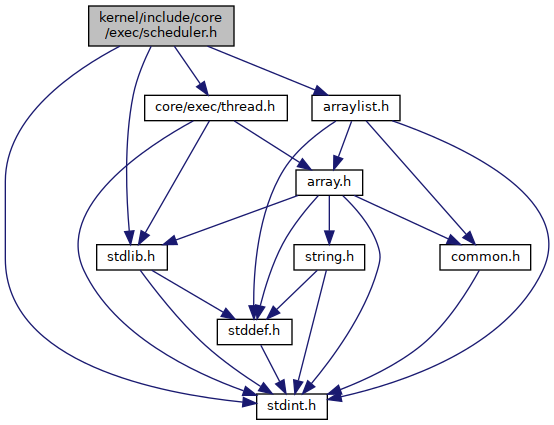 kernel/include/core
/exec/scheduler.h
core/exec/thread.h
arraylist.h
array.h
stdlib.h
string.h
common.h
stddef.h
stdint.h